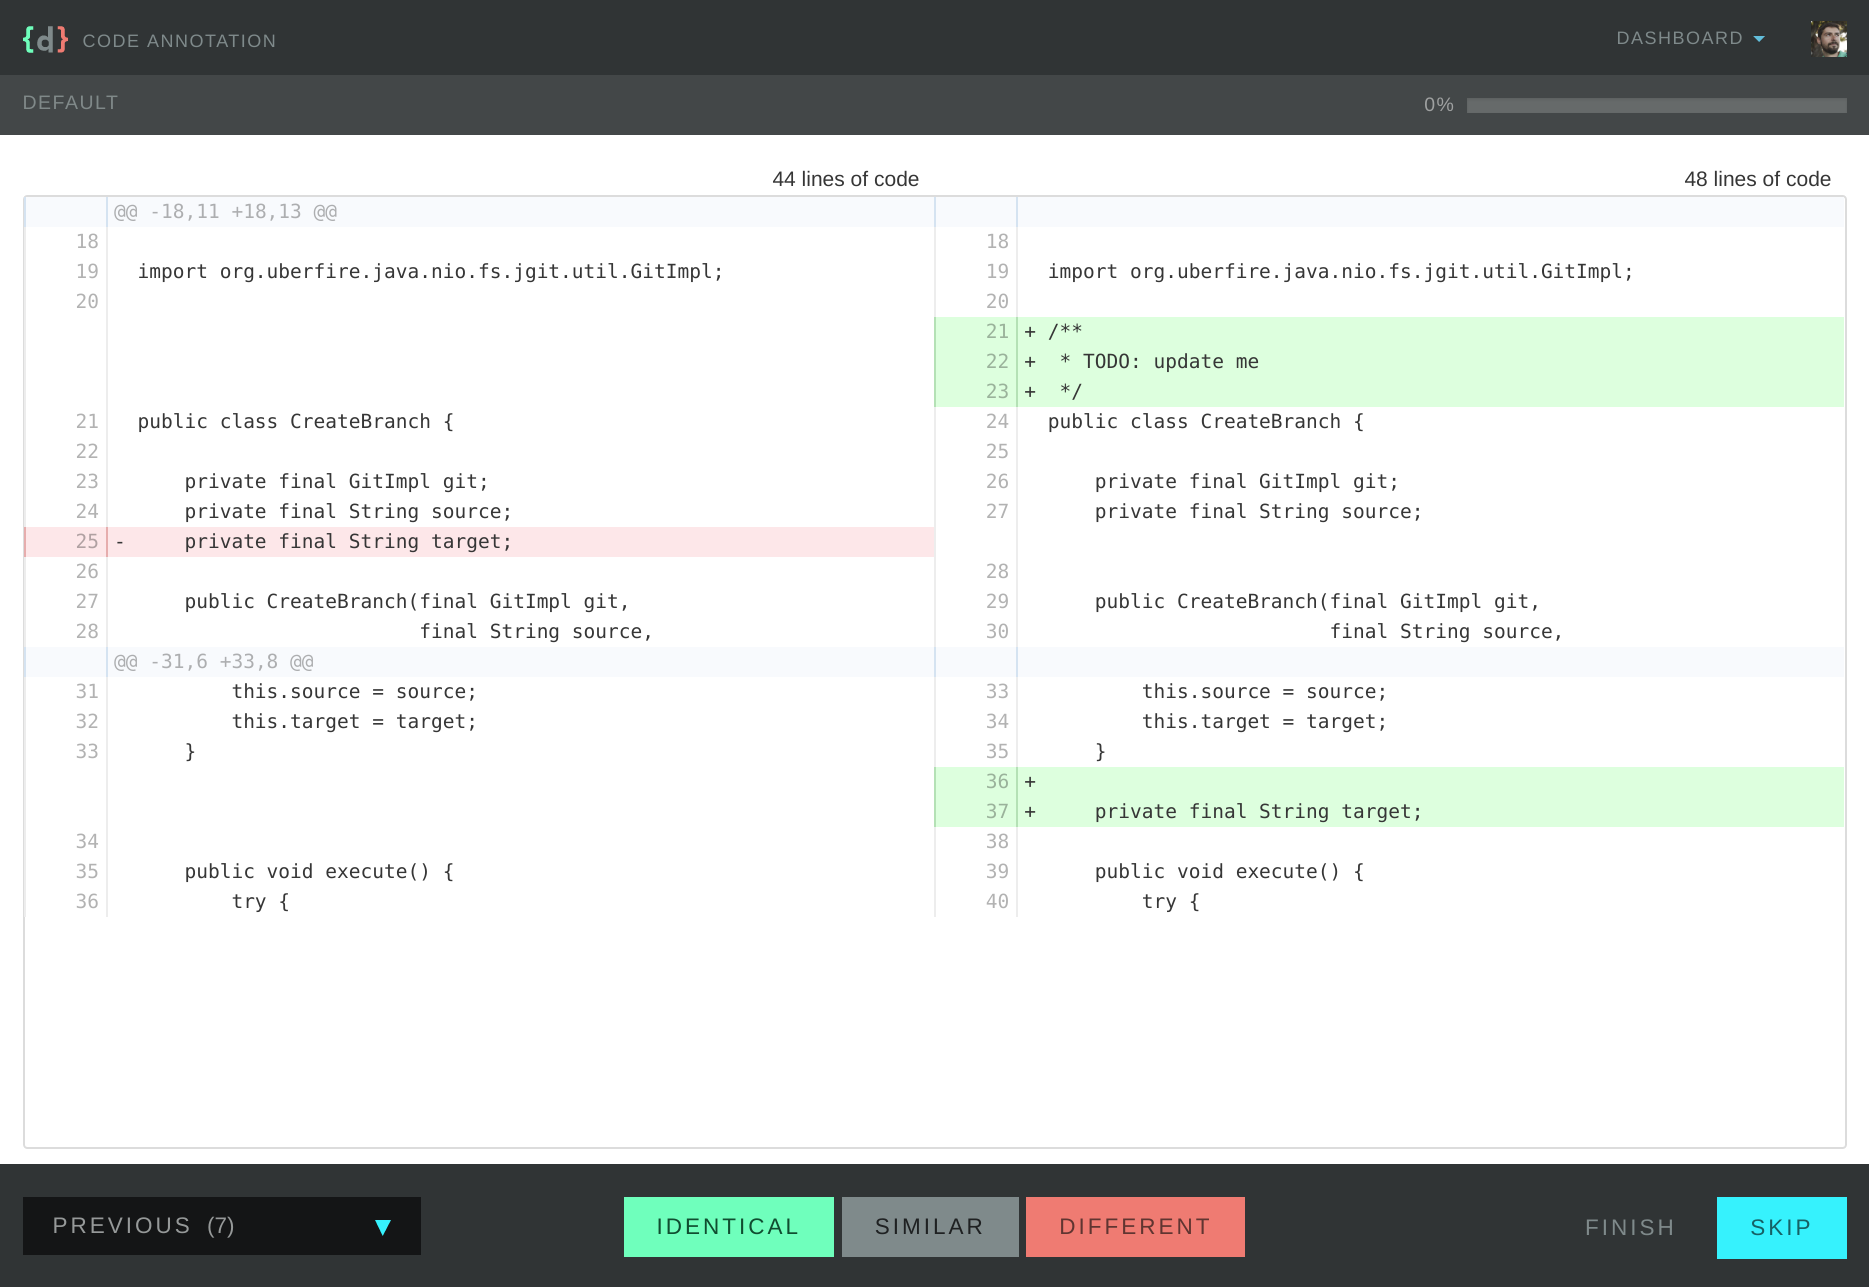 {d} CODE ANNOTATION
DASHBOARD
DEFAULT
0%
44 lines of code
48 lines of code
@@ -18,11 +18,13 @@
18 18
19 import org.uberfire.java.nio.fs.jgit.util.GitImpl; 19 import org.uberfire.java.nio.fs.jgit.util.GitImpl;
20 20
21 + /**
22 + * TODO: update me
23 + */
21 public class CreateBranch { 24 public class CreateBranch {
22 25
23 private final GitImpl git; 26 private final GitImpl git;
24 private final String source; 27 private final String source;
25 - private final String target;
26 28
27 public CreateBranch(final GitImpl git, 29 public CreateBranch(final GitImpl git,
28 final String source, 30 final String source,
@@ -31,6 +33,8 @@
31 this.source = source; 33 this.source = source;
32 this.target = target; 34 this.target = target;
33 } 35 }
36 +
37 + private final String target;
34 38
35 public void execute() { 39 public void execute() {
36 try { 40 try {
PREVIOUS (7) ▼
IDENTICAL
SIMILAR
DIFFERENT
FINISH
SKIP